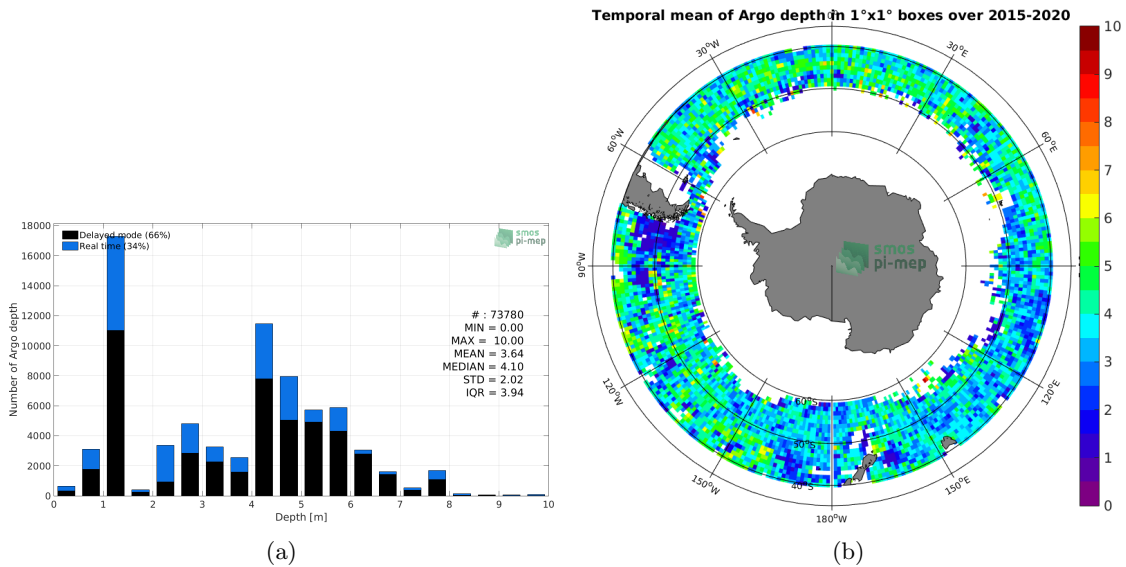 18000
16000
14000
12000
10000
8000
6000
4000
2000
0
Number of Argo depth
Delayed mode (66%)
Real time (34%)
smos
pi-mep
# : 73780
MIN = 0.00
MAX = 10.00
MEAN = 3.64
MEDIAN = 4.10
STD = 2.02
IQR = 3.94
0 1 2 3 4 5 6 7 8 9 10
Depth [m]
(a)
Temporal mean of Argo depth in 1°x1° boxes over 2015-2020
30°W
30°E
60°W
60°E
90°W
120°W
120°E
150°W
150°E
180°W
60°S
50°S
40°S
smos
pi-mep
10
9
8
7
6
5
4
3
2
1
0
(b)